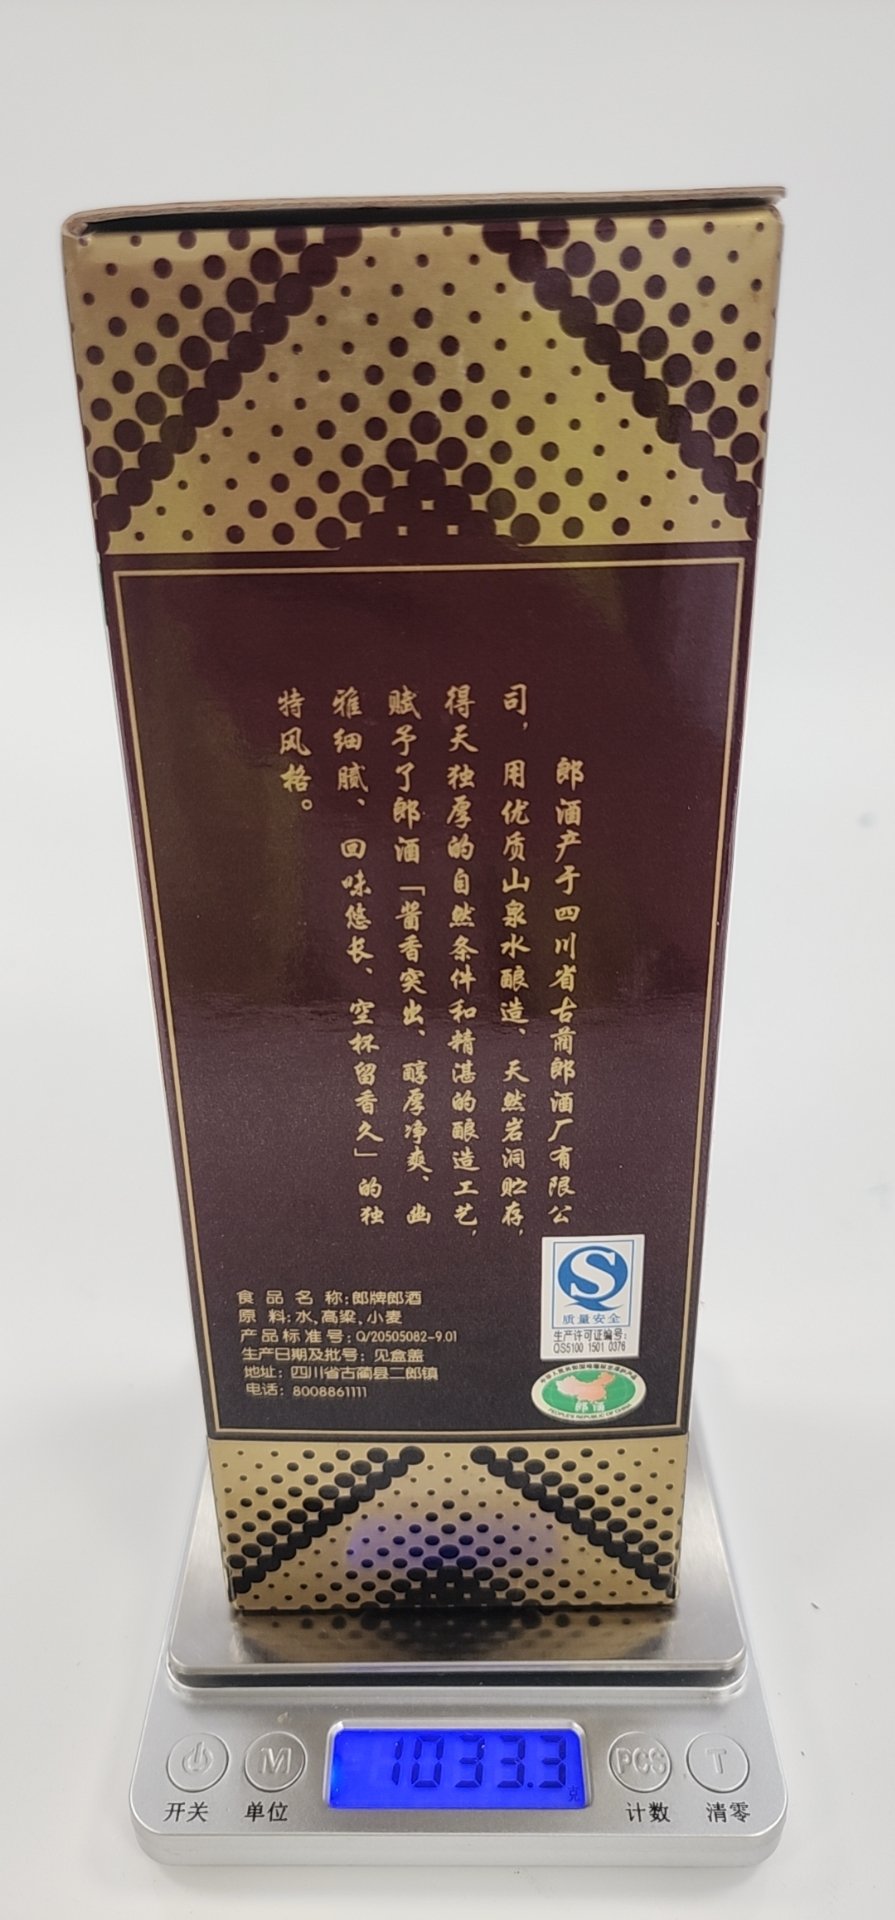 郎酒产于四川省古蔺郎酒厂有限公
司，用优质山泉水酿造、天然岩洞贮存，
得天独厚的自然条件和精湛的酿造工艺，
赋予了郎酒「酱香突出、醇厚净爽、幽
雅细腻、回味悠长、空杯留香久」的独
特风格。
食品名称:郎牌郎酒
原料:水、高粱、小麦
产品标准号:Q/20505082-9.01
生产日期及批号:见盒盖
地址:四川省古蔺县二郎镇
电话:8008861111
S
质量安全
生产许可证编号:
QS5100 1501 0376
郎酒
PEOPLE'S REPUBLIC OF CHINA
1033.3
克
M
PCS
T
开关
单位
计数
清零